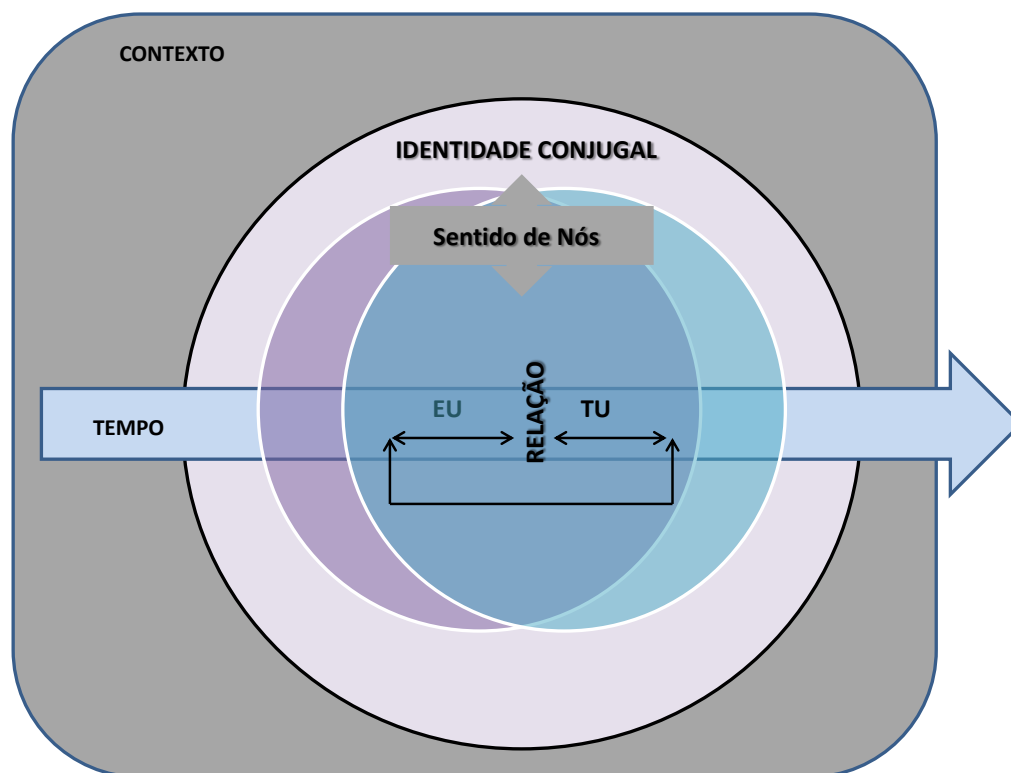 CONTEXTO
IDENTIDADE CONJUGAL
Sentido de Nós
RELAÇÃO
EU
TU
TEMPO